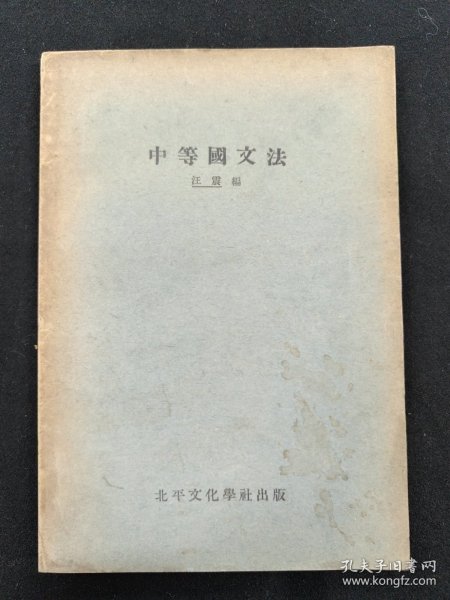 中等國文法
汪震 編
北平文化學社出版
孔夫子旧书网
www.kongfz.com